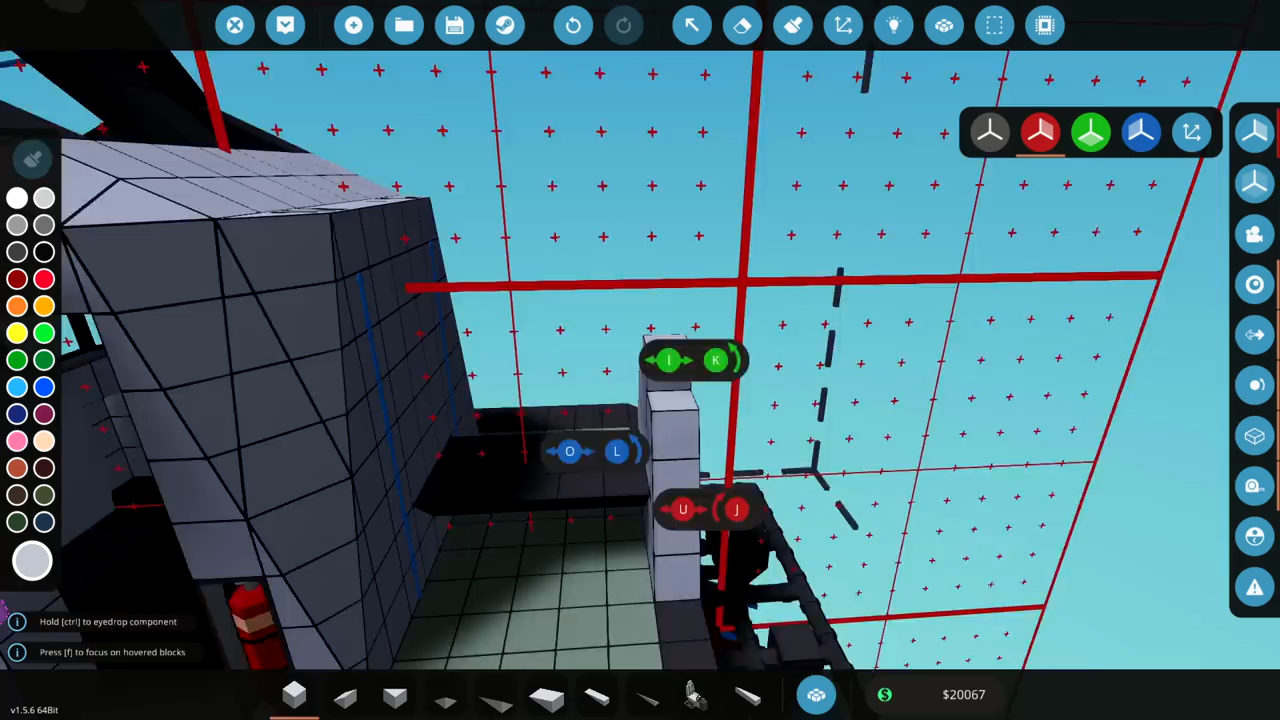 I K
O L
U J
Hold [ctrl] to eyedrop component
Press [f] to focus on hovered blocks
v1.5.6 64Bit
$ $20067